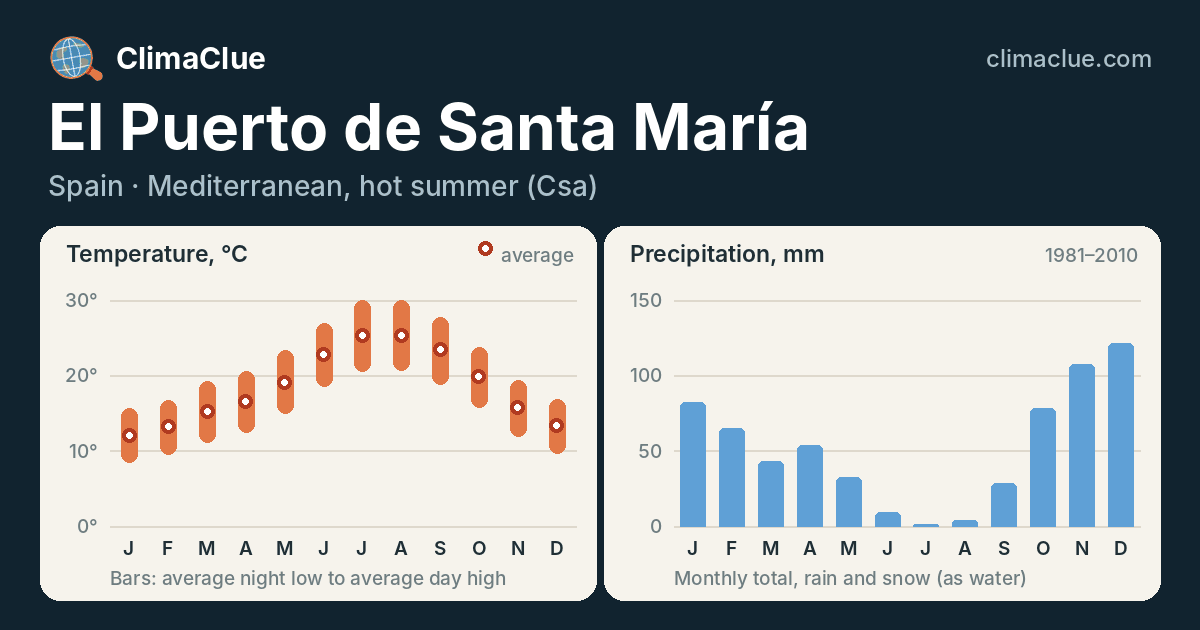 ClimaClue
climaclue.com
El Puerto de Santa María
Spain · Mediterranean, hot summer (Csa)
Temperature, °C
average
30°
20°
10°
0°
J F M A M J J A S O N D
Bars: average night low to average day high
Precipitation, mm
1981–2010
150
100
50
0
J F M A M J J A S O N D
Monthly total, rain and snow (as water)